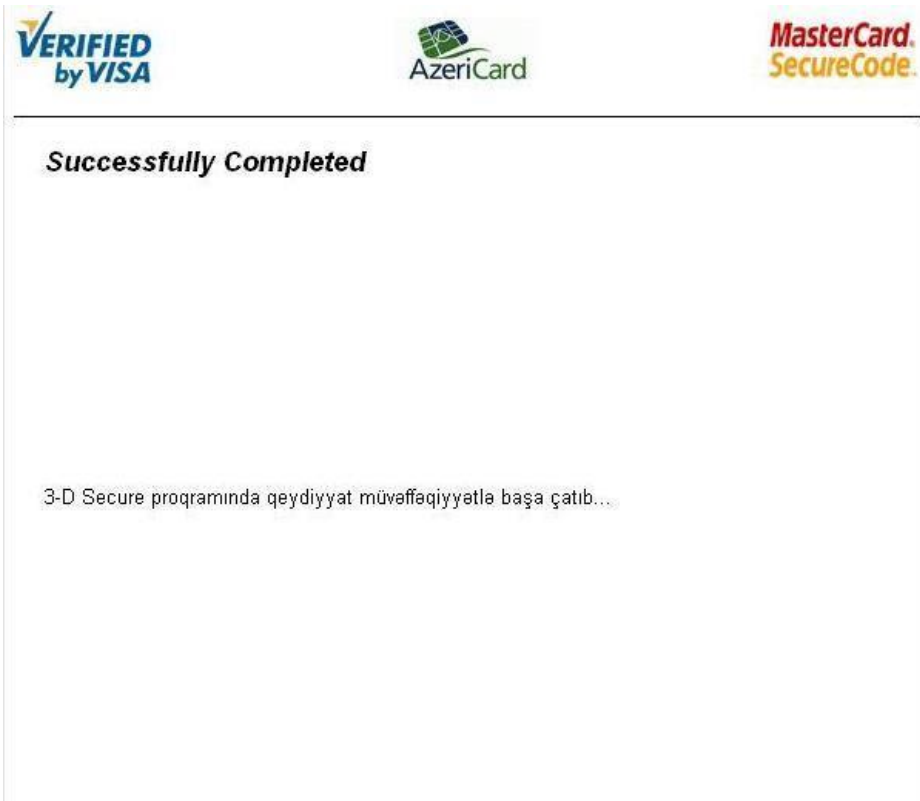 VERIFIED
by VISA
AzeriCard
MasterCard.
SecureCode.
Successfully Completed
3-D Secure proqramında qeydiyyat müvəffəqiyyətlə başa çatıb...